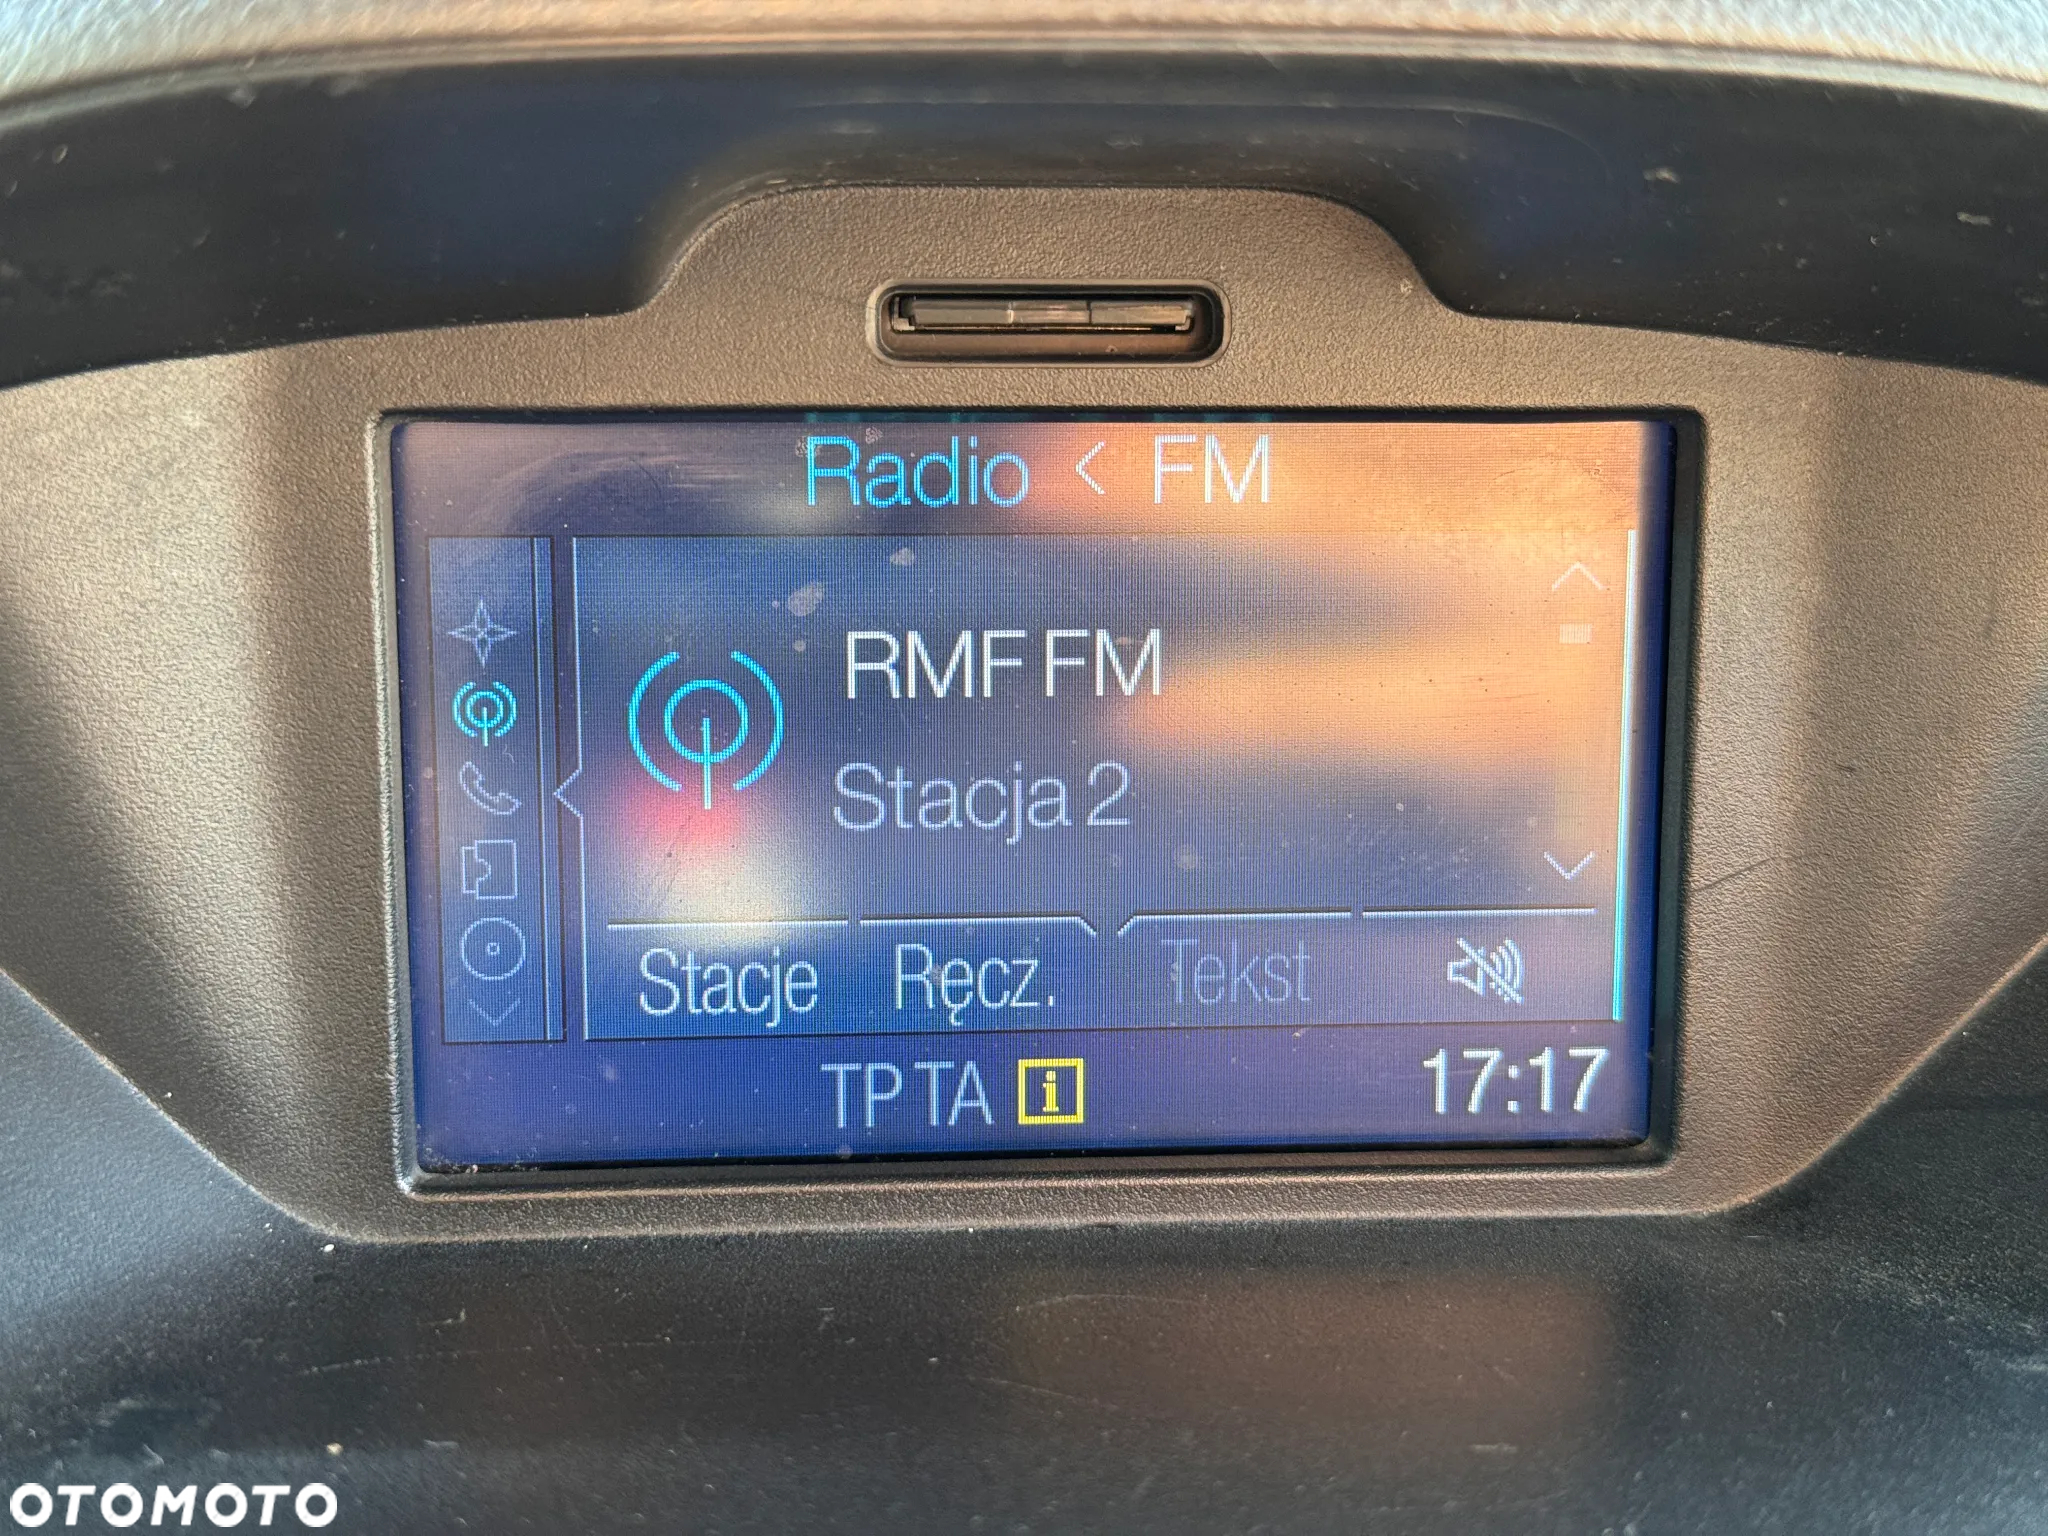 Radio < FM
RMF FM
Stacja 2
Stacje Ręcz. Tekst
TP TA i 17:17
OTOMOTO